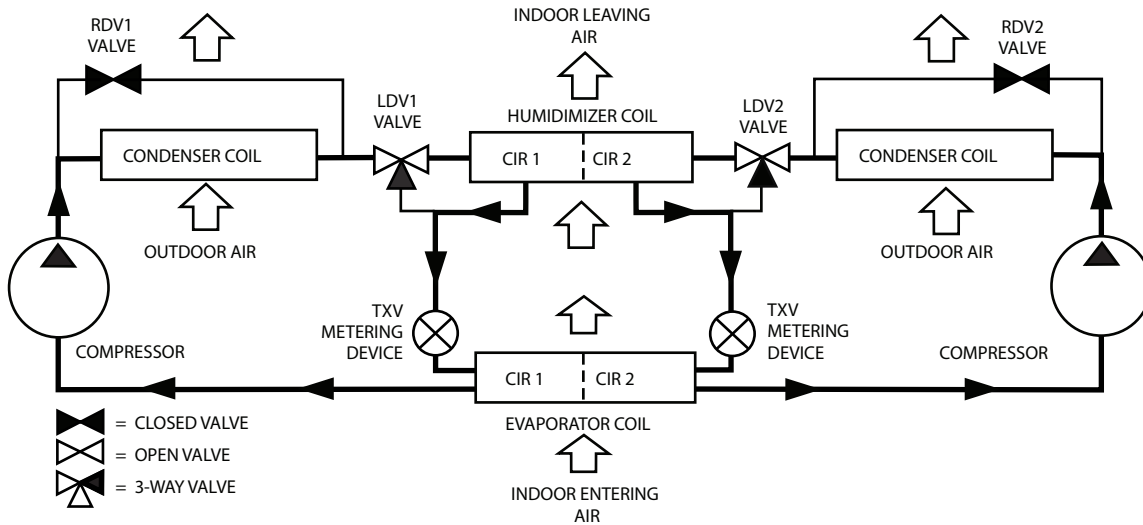 RDV1
VALVE
INDOOR LEAVING
AIR
RDV2
VALVE
LDV1
VALVE
HUMIDIMIZER COIL
LDV2
VALVE
CONDENSER COIL
CIR 1
CIR 2
CONDENSER COIL
OUTDOOR AIR
OUTDOOR AIR
TXV
METERING
DEVICE
TXV
METERING
DEVICE
COMPRESSOR
COMPRESSOR
CIR 1
CIR 2
EVAPORATOR COIL
= CLOSED VALVE
= OPEN VALVE
= 3-WAY VALVE
INDOOR ENTERING
AIR